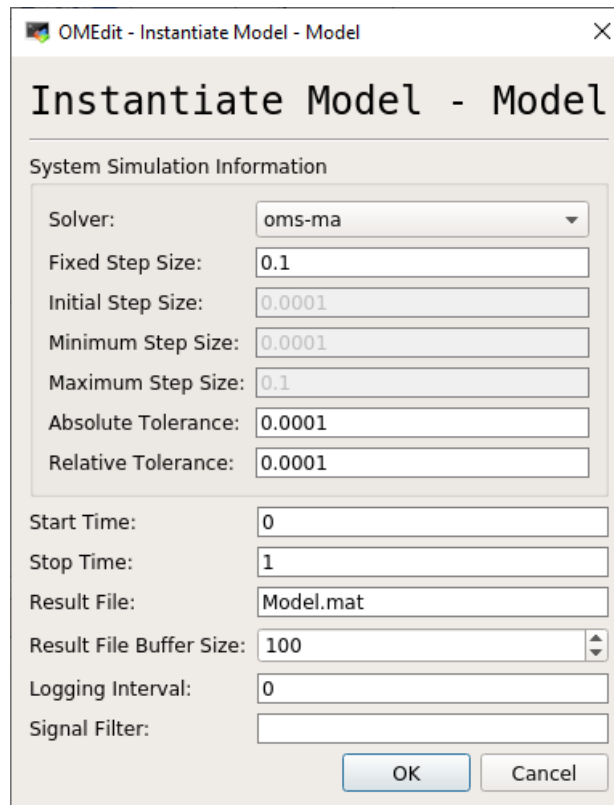 OMEdit - Instantiate Model - Model
Instantiate Model - Model
System Simulation Information
Solver: oms-ma
Fixed Step Size: 0.1
Initial Step Size: 0.0001
Minimum Step Size: 0.0001
Maximum Step Size: 0.1
Absolute Tolerance: 0.0001
Relative Tolerance: 0.0001
Start Time: 0
Stop Time: 1
Result File: Model.mat
Result File Buffer Size: 100
Logging Interval: 0
Signal Filter:
OK Cancel